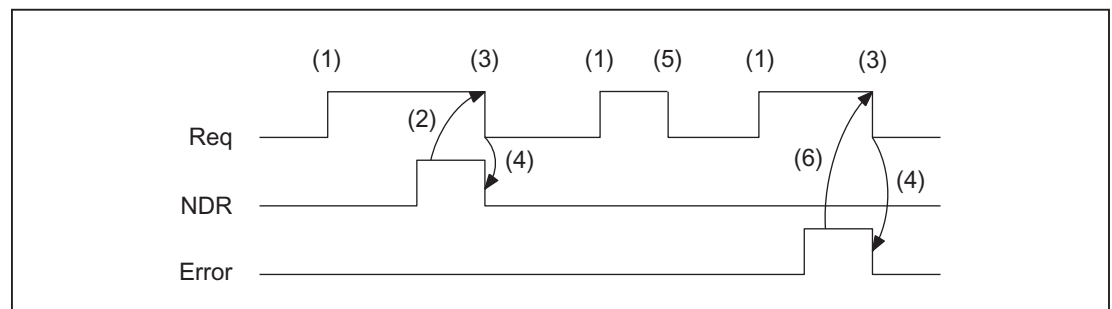 (1) (3) (1) (5) (1) (3)
Req (2) (4) (6) (4)
NDR
Error